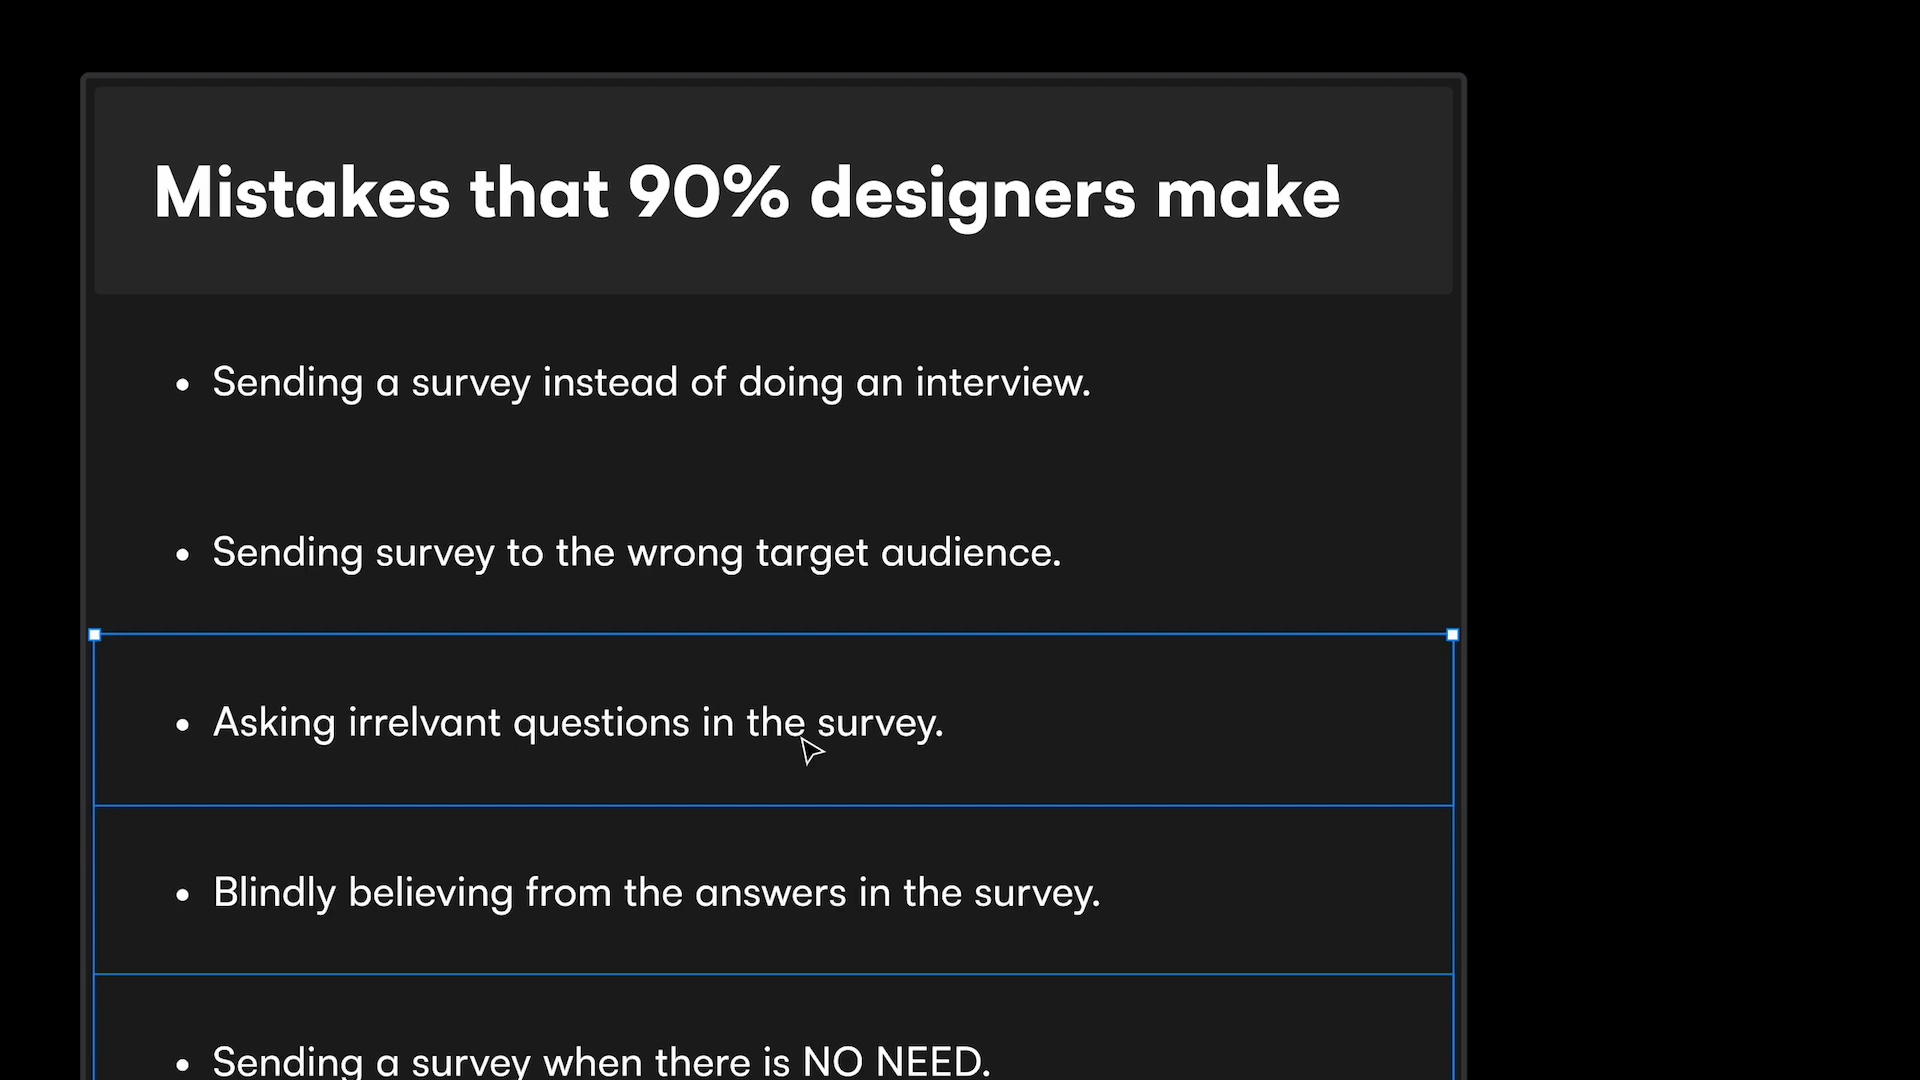 Mistakes that 90% designers make
• Sending a survey instead of doing an interview.
• Sending survey to the wrong target audience.
• Asking irrelvant questions in the survey.
• Blindly believing from the answers in the survey.
• Sending a survey when there is NO NEED.